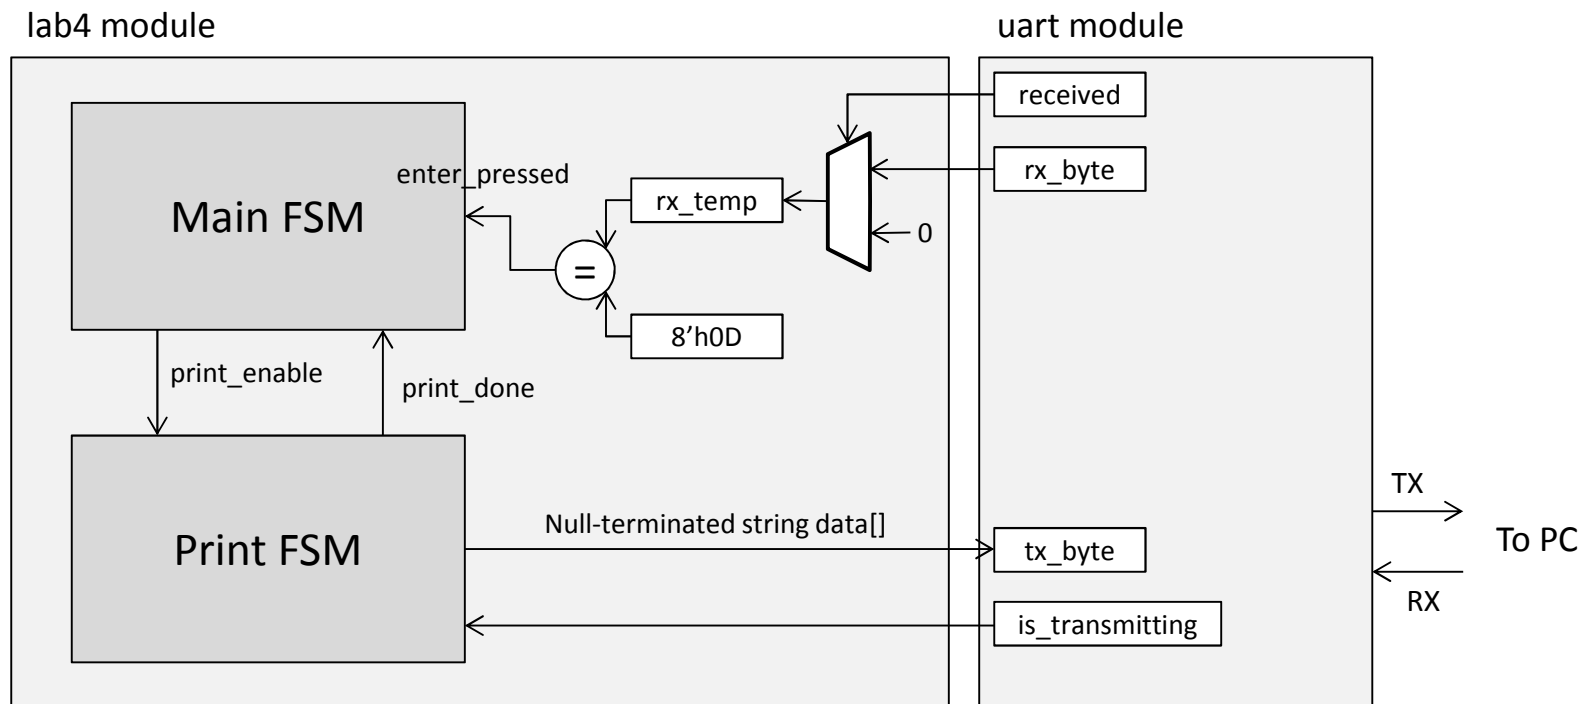 lab4 module
uart module
received
rx_byte
enter_pressed
rx_temp
Main FSM
0
=
8’h0D
print_enable
print_done
TX
Null-terminated string data[]
Print FSM
tx_byte
To PC
RX
is_transmitting